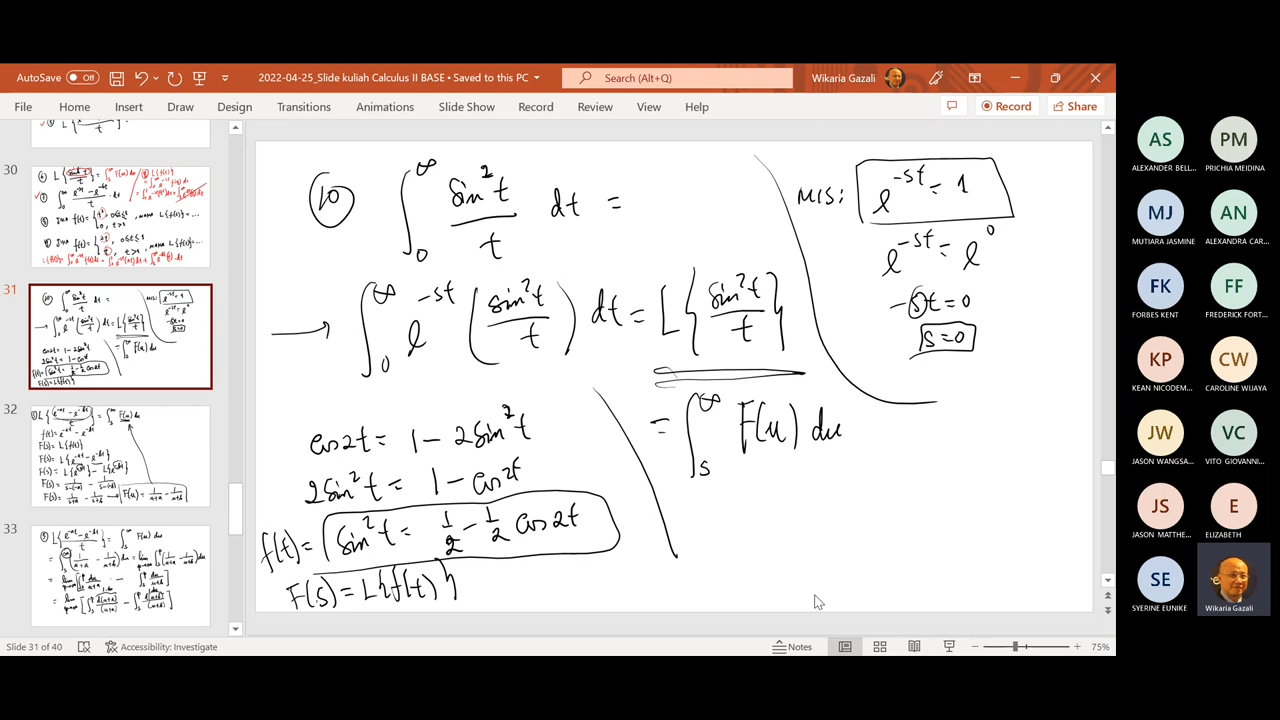 AutoSave Off
2022-04-25_Slide kuliah Calculus II BASE • Saved to this PC
Search (Alt+Q)
Wikaria Gazali
File Home Insert Draw Design Transitions Animations Slide Show Record Review View Help
Record
Share
30
31
32
33
⑩ ∫₀^∞ sin²t/t dt =
→ ∫₀^∞ e^{-st} (sin²t/t) dt = L{sin²t/t}
= ∫ₛ^∞ F(u) du
cos2t = 1 - 2sin²t
2sin²t = 1 - cos2t
f(t) = sin²t = 1/2 - 1/2 cos2t
F(s) = L{f(t)}
MIS: e^{-st} = 1
e^{-st} = e^0
-st = 0
s = 0
AS
ALEXANDER BELL...
PM
PRICHIA MEIDINA
MJ
MUTIARA JASMINE
AN
ALEXANDRA CAR...
FK
FORBES KENT
FF
FREDERICK FORT...
KP
KEAN NICODEM...
CW
CAROLINE WIJAYA
JW
JASON WANGSA...
VC
VITO GIOVANNI...
JS
JASON MATTHE...
E
ELIZABETH
SE
SYERINE EUNIKE
Wikaria Gazali
Slide 31 of 40
Accessibility: Investigate
Notes
75%